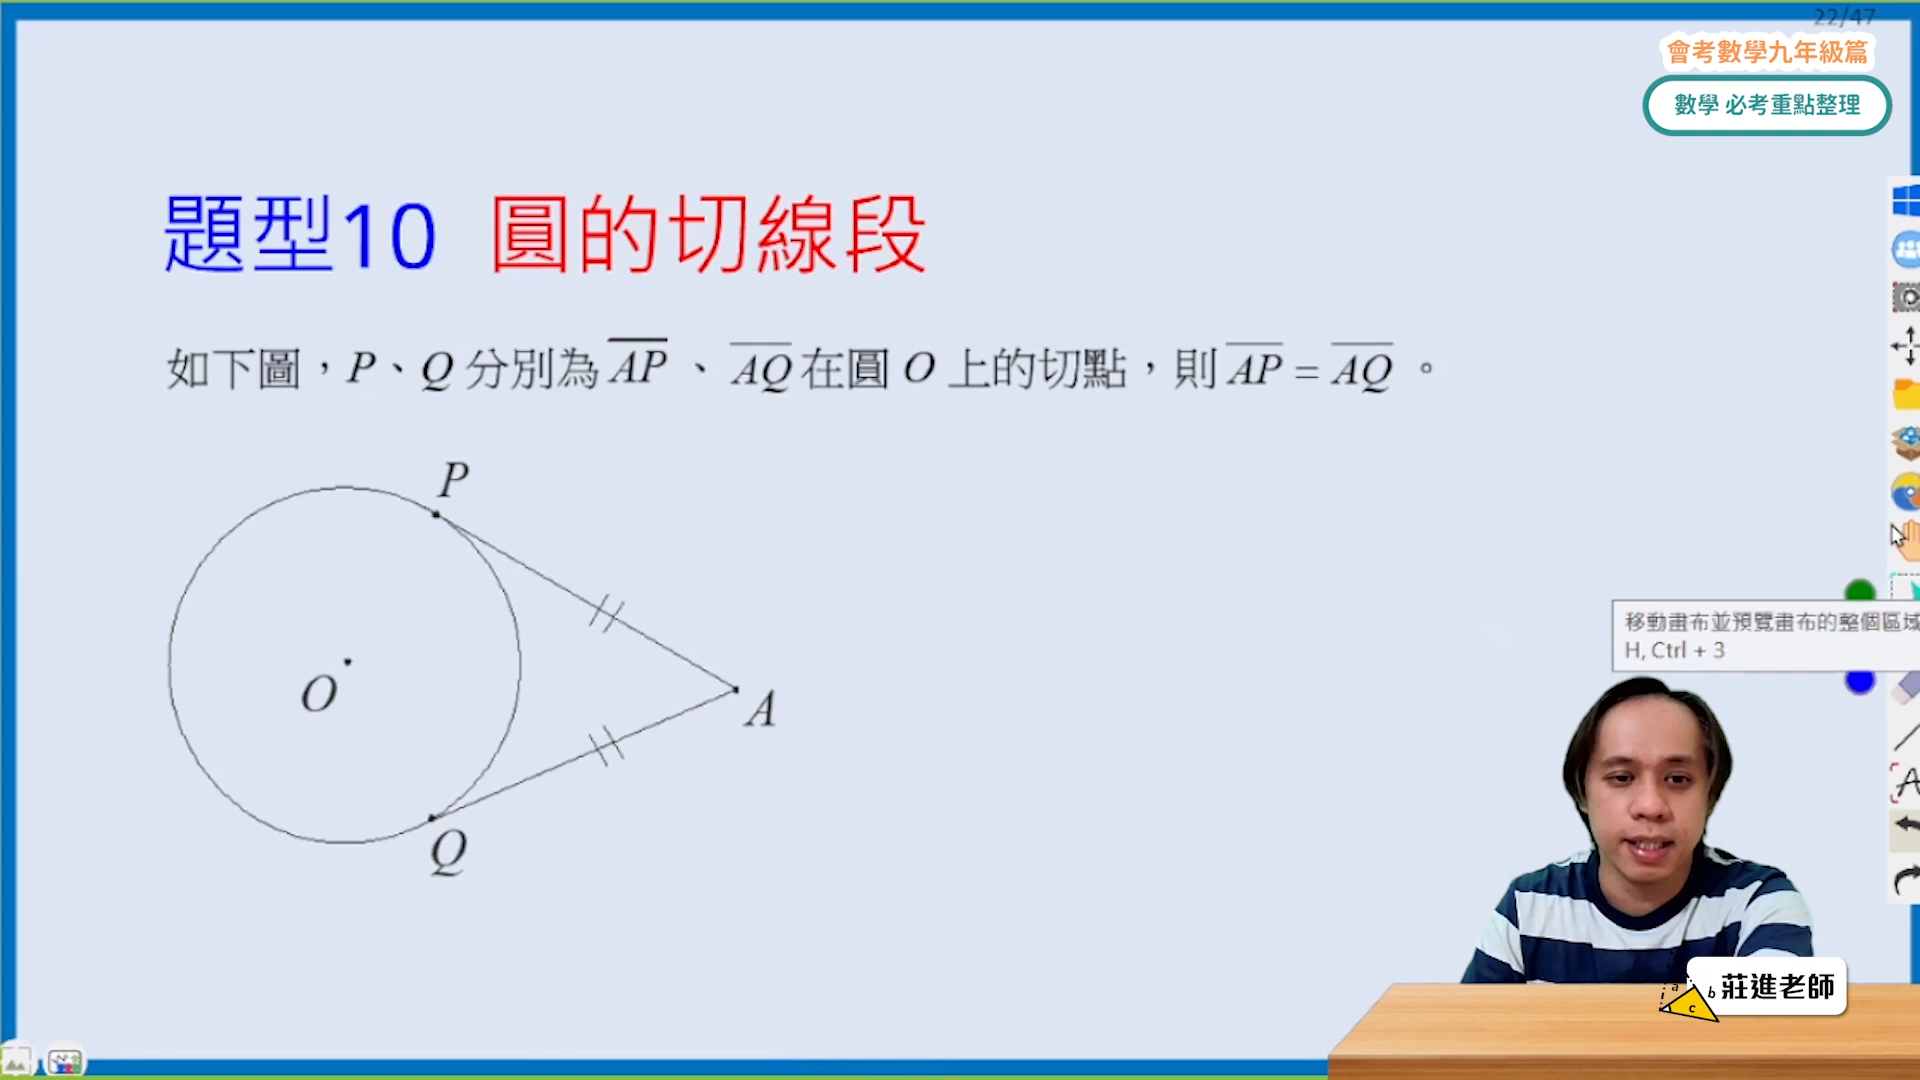 22/47
會考數學九年級篇
數學 必考重點整理
題型10 圓的切線段
如下圖，P、Q 分別為 AP 、 AQ 在圓 O 上的切點，則 AP = AQ 。
P
O
A
Q
移動畫布並預覽畫布的整個區域
H, Ctrl + 3
A
a
b
c
莊進老師